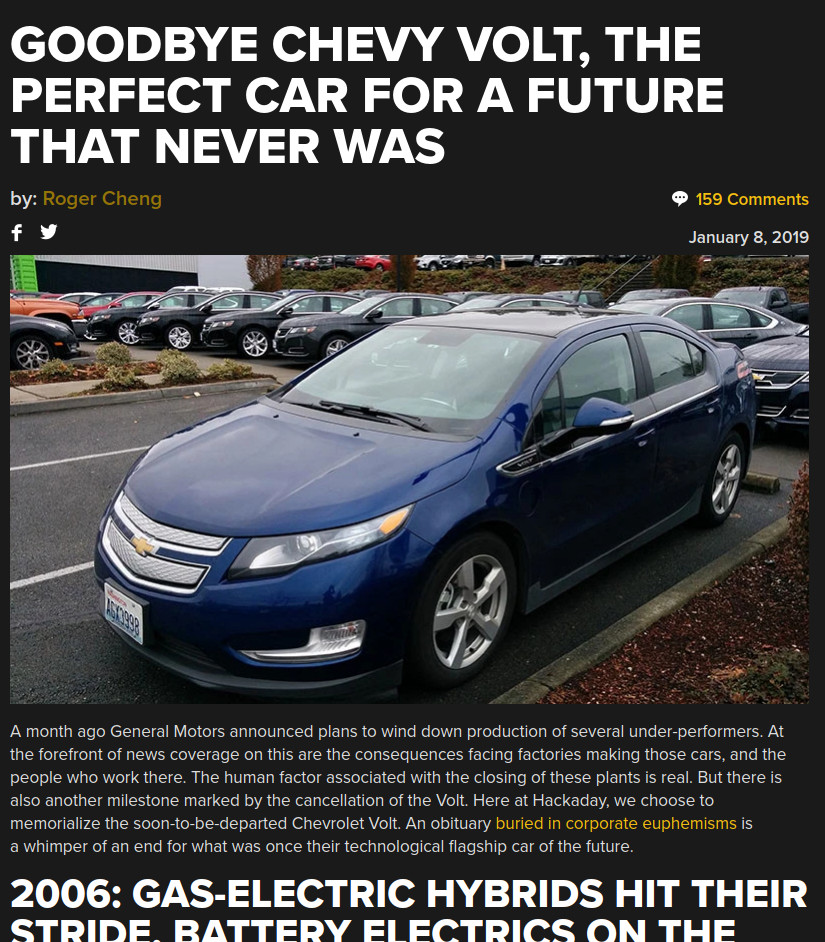 GOODBYE CHEVY VOLT, THE
PERFECT CAR FOR A FUTURE
THAT NEVER WAS
by: Roger Cheng
159 Comments
January 8, 2019
AGX3998
A month ago General Motors announced plans to wind down production of several under-performers. At
the forefront of news coverage on this are the consequences facing factories making those cars, and the
people who work there. The human factor associated with the closing of these plants is real. But there is
also another milestone marked by the cancellation of the Volt. Here at Hackaday, we choose to
memorialize the soon-to-be-departed Chevrolet Volt. An obituary buried in corporate euphemisms is
a whimper of an end for what was once their technological flagship car of the future.
2006: GAS-ELECTRIC HYBRIDS HIT THEIR
STRIDE, BATTERY ELECTRICS ON THE